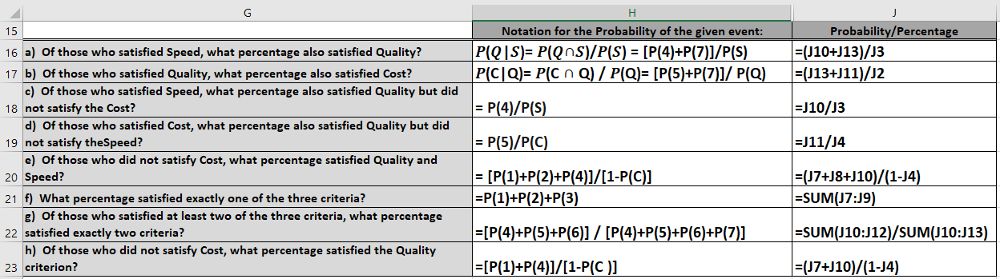 G H J
15 Notation for the Probability of the given event: Probability/Percentage
16 a) Of those who satisfied Speed, what percentage also satisfied Quality? P(Q|S)= P(Q∩S)/P(S) = [P(4)+P(7)]/P(S) =(J10+J13)/J3
17 b) Of those who satisfied Quality, what percentage also satisfied Cost? P(C|Q)= P(C ∩ Q) / P(Q)= [P(5)+P(7)]/ P(Q) =(J13+J11)/J2
c) Of those who satisfied Speed, what percentage also satisfied Quality but did
18 not satisfy the Cost? = P(4)/P(S) =J10/J3
d) Of those who satisfied Cost, what percentage also satisfied Quality but did
19 not satisfy theSpeed? = P(5)/P(C) =J11/J4
e) Of those who did not satisfy Cost, what percentage satisfied Quality and
20 Speed? = [P(1)+P(2)+P(4)]/[1-P(C)] =(J7+J8+J10)/(1-J4)
21 f) What percentage satisfied exactly one of the three criteria? =P(1)+P(2)+P(3) =SUM(J7:J9)
g) Of those who satisfied at least two of the three criteria, what percentage
22 satisfied exactly two criteria? =[P(4)+P(5)+P(6)] / [P(4)+P(5)+P(6)+P(7)] =SUM(J10:J12)/SUM(J10:J13)
h) Of those who did not satisfy Cost, what percentage satisfied the Quality
23 criterion? =[P(1)+P(4)]/[1-P(C )] =(J7+J10)/(1-J4)